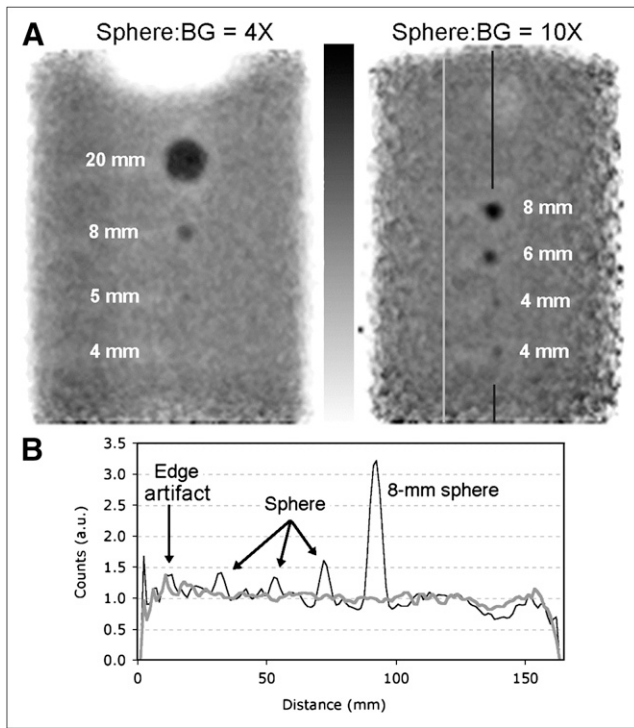 A
Sphere:BG = 4X
Sphere:BG = 10X
20 mm
8 mm
5 mm
4 mm
8 mm
6 mm
4 mm
4 mm
B
3.5
3.0
2.5
2.0
1.5
1.0
0.5
0.0
Counts (a.u.)
Edge
artifact
Sphere
8-mm sphere
0
50
100
150
Distance (mm)